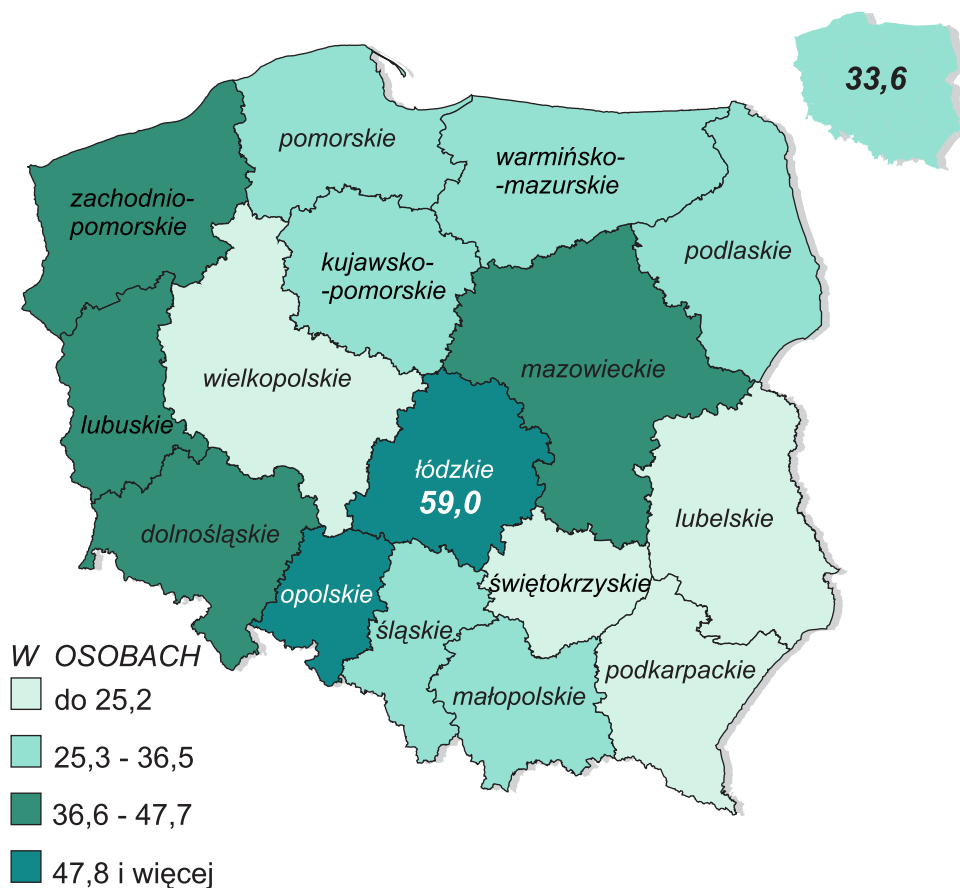 33,6
pomorskie
warmińsko-
-mazurskie
zachodnio-
pomorskie
podlaskie
kujawsko-
-pomorskie
mazowieckie
wielkopolskie
lubuskie
łódzkie
59,0
lubelskie
dolnośląskie
świętokrzyskie
opolskie
śląskie
podkarpackie
małopolskie
W OSOBACH
do 25,2
25,3 - 36,5
36,6 - 47,7
47,8 i więcej